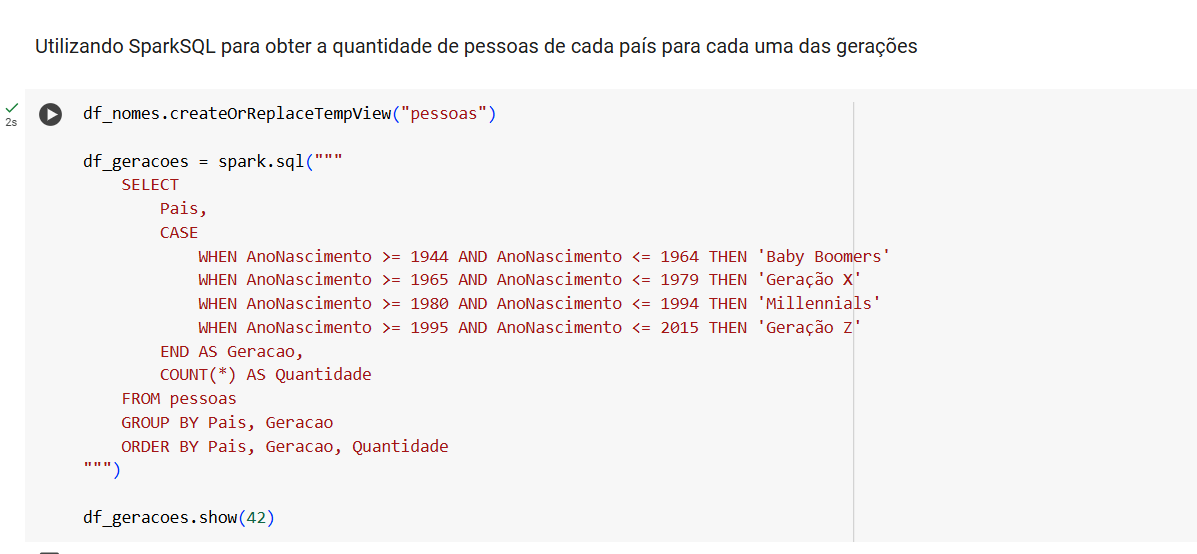 Utilizando SparkSQL para obter a quantidade de pessoas de cada país para cada uma das gerações
df_nomes.createOrReplaceTempView("pessoas")
2s
df_geracoes = spark.sql("""
SELECT
Pais,
CASE
WHEN AnoNascimento >= 1944 AND AnoNascimento <= 1964 THEN 'Baby Boomers'
WHEN AnoNascimento >= 1965 AND AnoNascimento <= 1979 THEN 'Geração X'
WHEN AnoNascimento >= 1980 AND AnoNascimento <= 1994 THEN 'Millennials'
WHEN AnoNascimento >= 1995 AND AnoNascimento <= 2015 THEN 'Geração Z'
END AS Geracao,
COUNT(*) AS Quantidade
FROM pessoas
GROUP BY Pais, Geracao
ORDER BY Pais, Geracao, Quantidade
""")
df_geracoes.show(42)